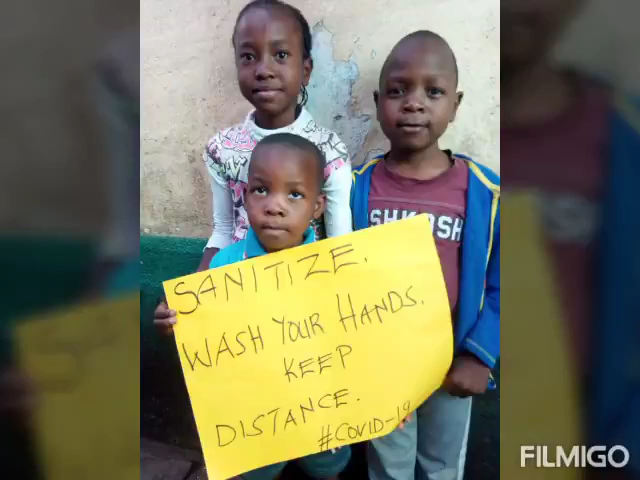 SHKOSH
SANITIZE.
WASH YOUR HANDS.
KEEP
DISTANCE.
#COVID-19
FILMIGO